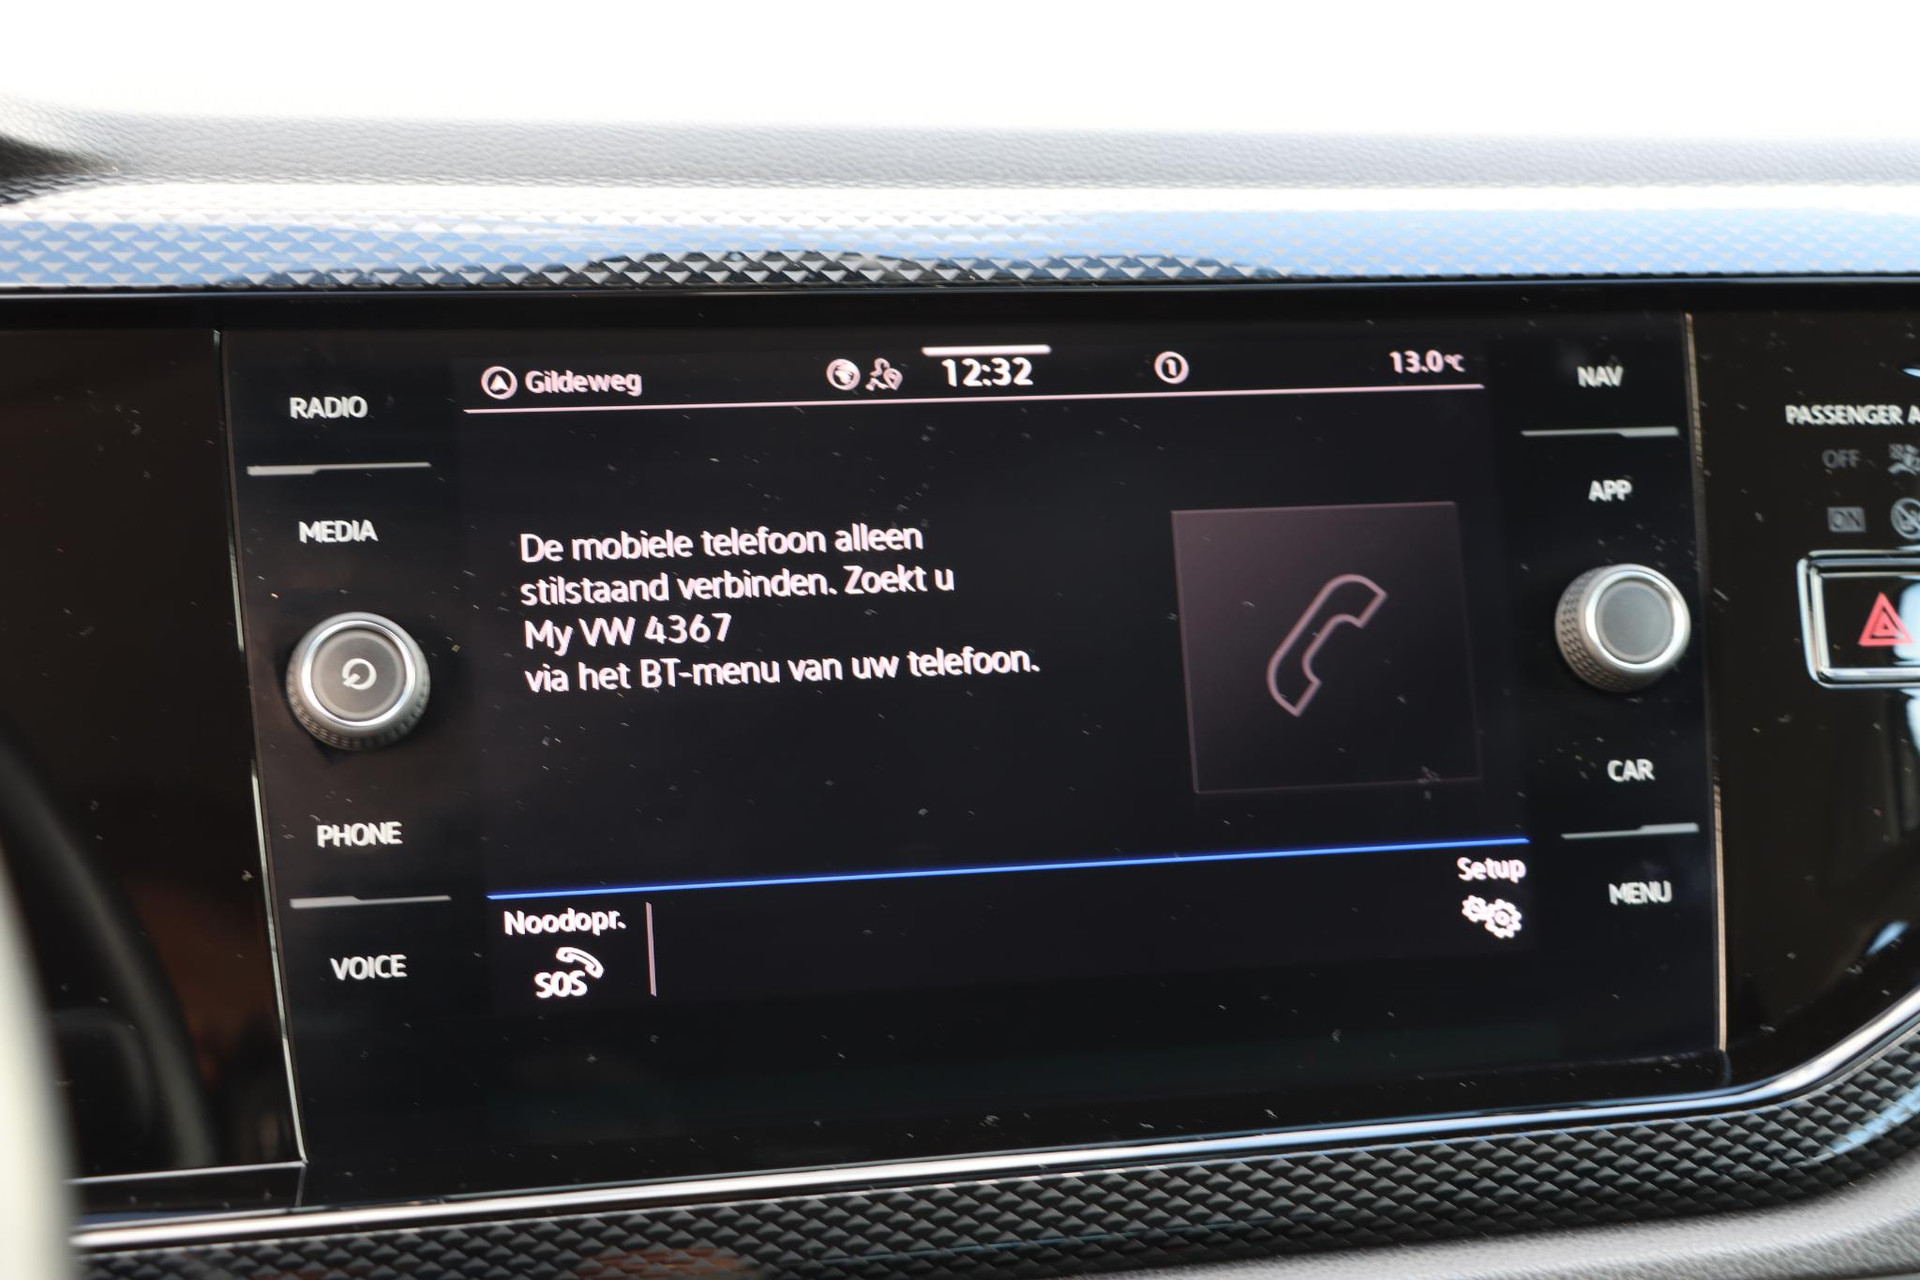 Gildeweg 12:32 1 13.0°C
RADIO
MEDIA
PHONE
VOICE
De mobiele telefoon alleen
stilstaand verbinden. Zoekt u
My VW 4367
via het BT-menu van uw telefoon.
Noodopr.
SOS
Setup
NAV
APP
CAR
MENU
PASSENGER A
OFF
ON